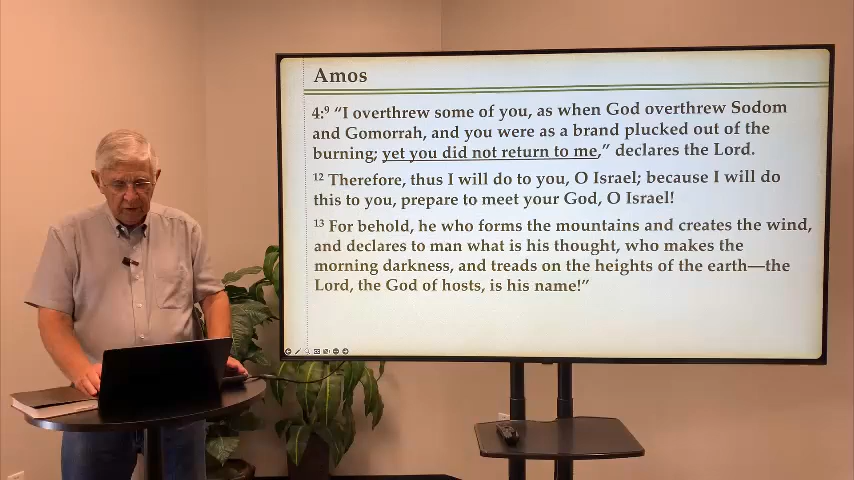 Amos
4:⁹ “I overthrew some of you, as when God overthrew Sodom
and Gomorrah, and you were as a brand plucked out of the
burning; yet you did not return to me,” declares the Lord.
¹² Therefore, thus I will do to you, O Israel; because I will do
this to you, prepare to meet your God, O Israel!
¹³ For behold, he who forms the mountains and creates the wind,
and declares to man what is his thought, who makes the
morning darkness, and treads on the heights of the earth—the
Lord, the God of hosts, is his name!”